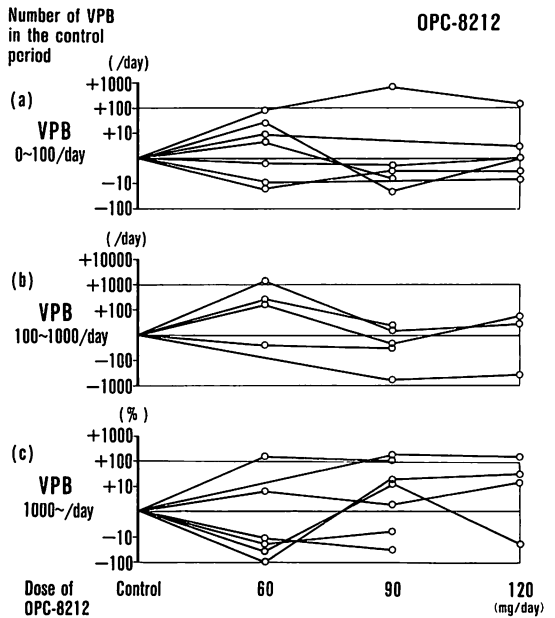 Number of VPB
in the control
period
OPC-8212
(/day)
+1000
(a)
+100
VPB
+10
0~100/day
−10
−100
(/day)
+10000
(b)
+1000
VPB
+100
100~1000/day
−100
−1000
(%)
+1000
(c)
+100
VPB
+10
1000~/day
−10
−100
Dose of
OPC-8212
Control
60
90
120
(mg/day)